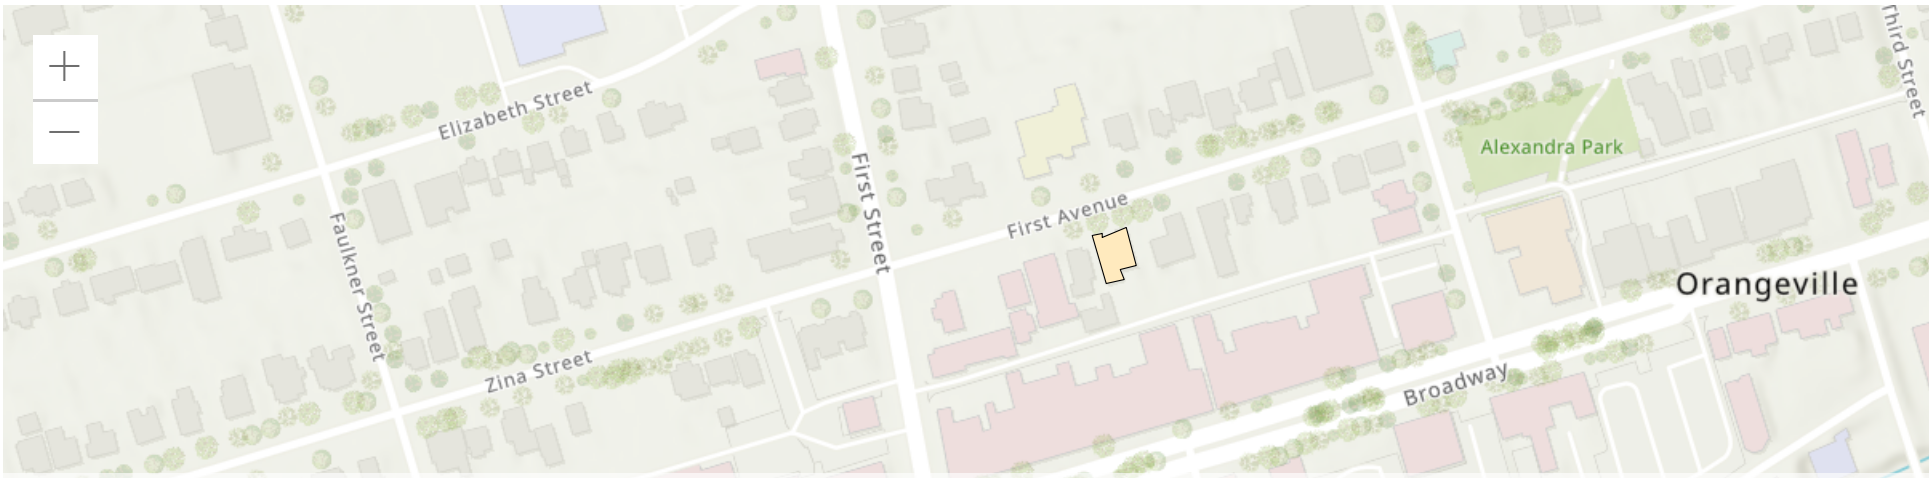 Third Street
Elizabeth Street
Alexandra Park
First Street
First Avenue
Faulkner Street
Orangeville
Zina Street
Broadway